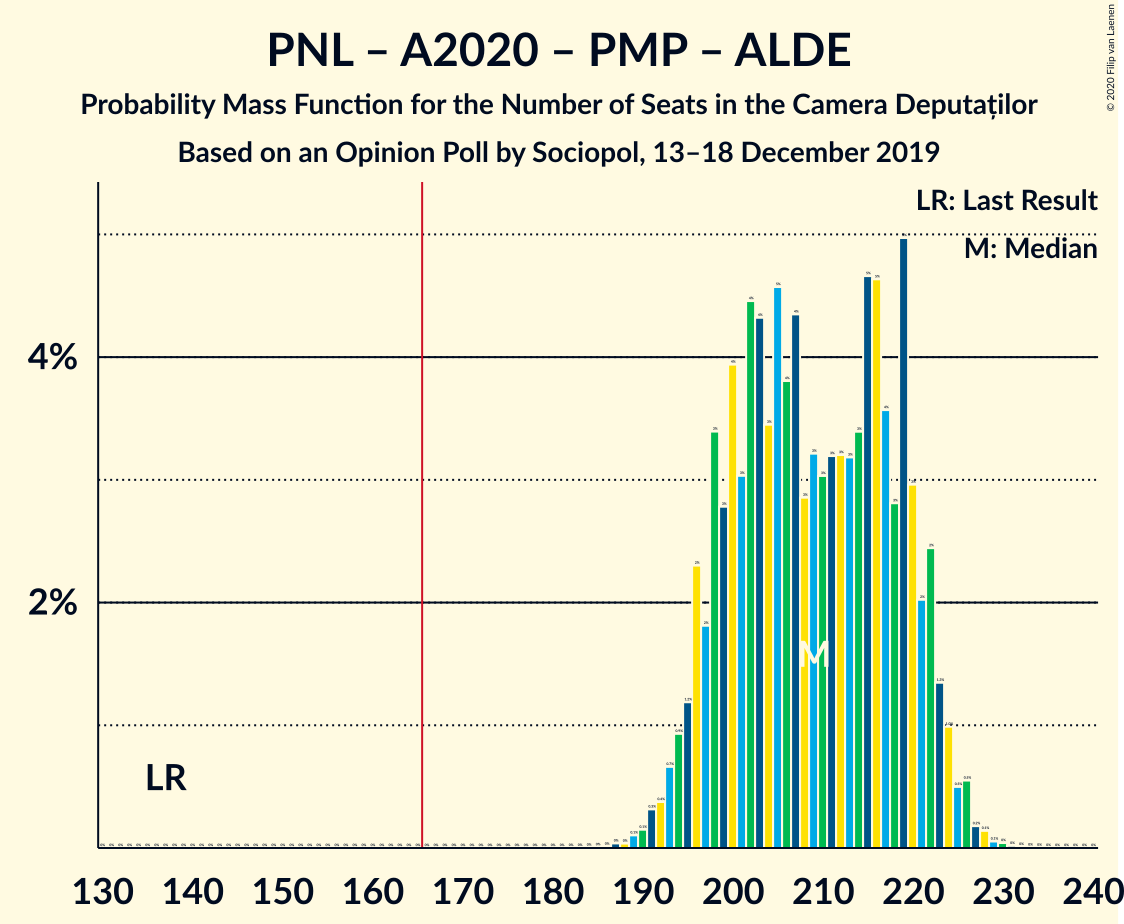 PNL – A2020 – PMP – ALDE
Probability Mass Function for the Number of Seats in the Camera Deputaților
Based on an Opinion Poll by Sociopol, 13–18 December 2019
© 2020 Filip van Laenen
LR: Last Result
M: Median
4%
2%
LR
M
130 140 150 160 170 180 190 200 210 220 230 240